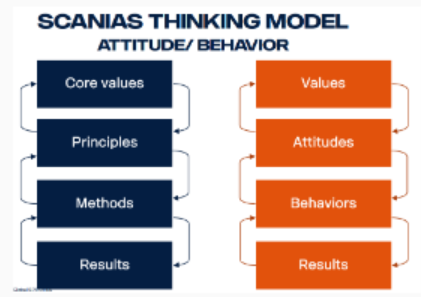 SCANIAS THINKING MODEL
ATTITUDE/ BEHAVIOR
Core values
Principles
Methods
Results
Values
Attitudes
Behaviors
Results